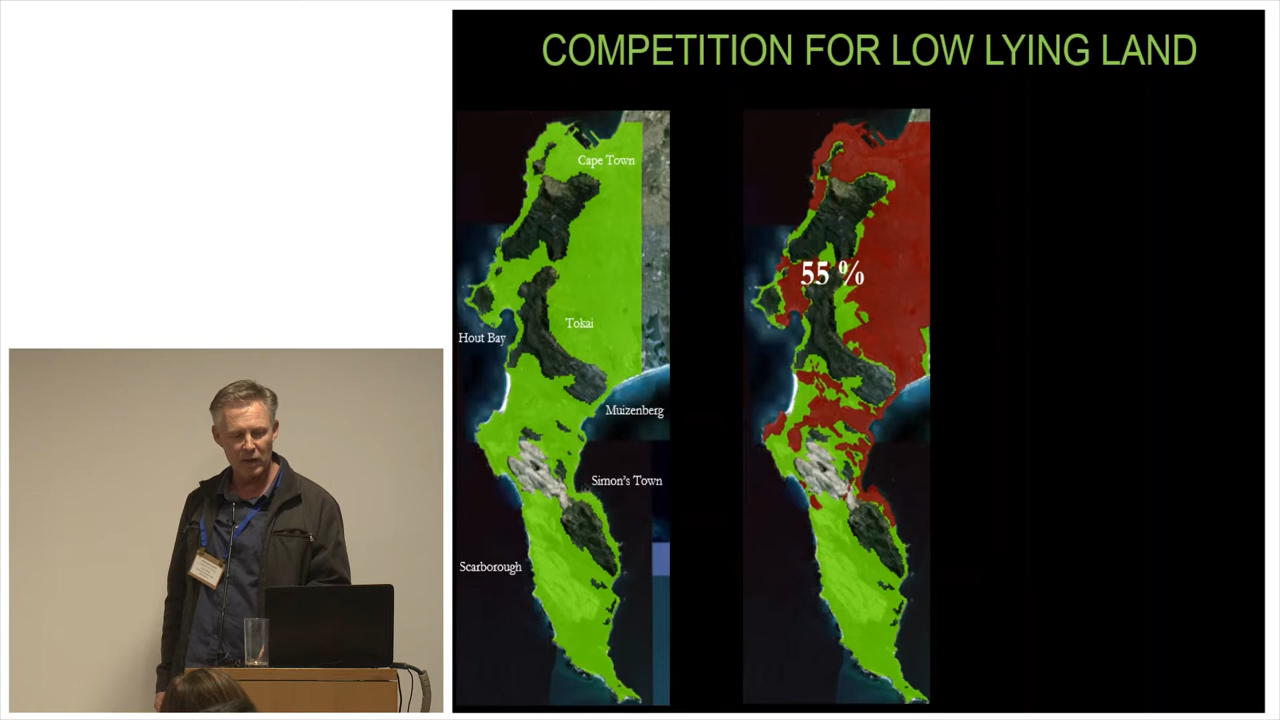 COMPETITION FOR LOW LYING LAND
Cape Town
55 %
Tokai
Hout Bay
Muizenberg
Simon's Town
Scarborough